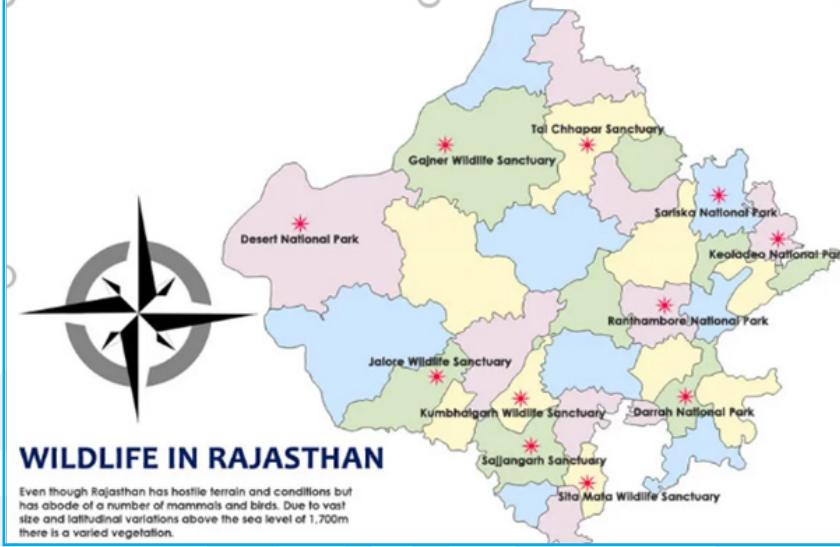 Tal Chhapar Sanctuary
Gajner Wildlife Sanctuary
Sariska National Park
Desert National Park
Keoladeo National Par
Ranthambore National Park
Jalore Wildlife Sanctuary
Kumbhalgarh Wildlife Sanctuary
Darrah National Park
Sajjangarh Sanctuary
Sita Mata Wildlife Sanctuary
WILDLIFE IN RAJASTHAN
Even though Rajasthan has hostile terrain and conditions but
has abode of a number of mammals and birds. Due to vast
size and latitudinal variations above the sea level of 1,700m
there is a varied vegetation.